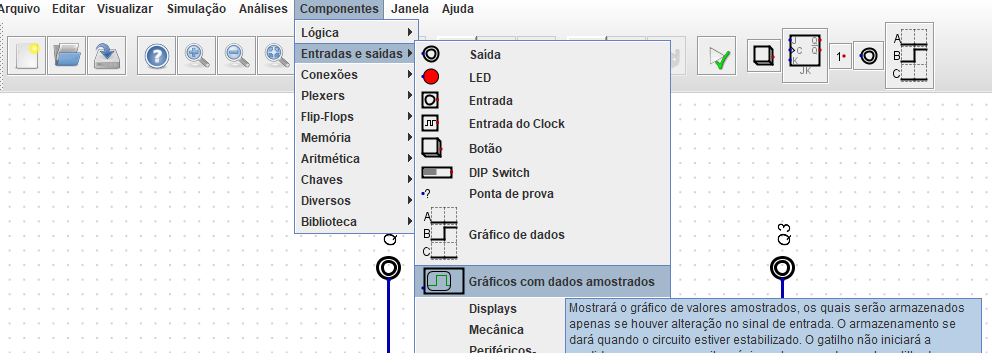 Arquivo Editar Visualizar Simulação Análises Componentes Janela Ajuda
Lógica
Entradas e saídas
Conexões
Plexers
Flip-Flops
Memória
Aritmética
Chaves
Diversos
Biblioteca
Saída
LED
Entrada
Entrada do Clock
Botão
DIP Switch
?
Ponta de prova
A
B
C
Gráfico de dados
Gráficos com dados amostrados
Displays
Mecânica
Periféricos-
Mostrará o gráfico de valores amostrados, os quais serão armazenados
apenas se houver alteração no sinal de entrada. O armazenamento se
dará quando o circuito estiver estabilizado. O gatilho não iniciará a
J Q
C
K Q
JK
1
A
B
C
Q3